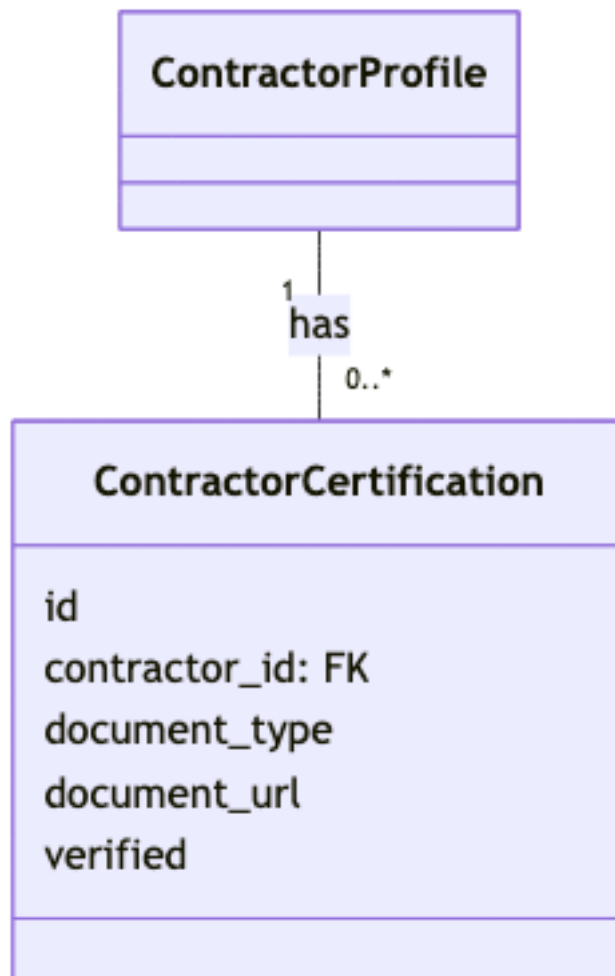 ContractorProfile
1
has
0..*
ContractorCertification
id
contractor_id: FK
document_type
document_url
verified